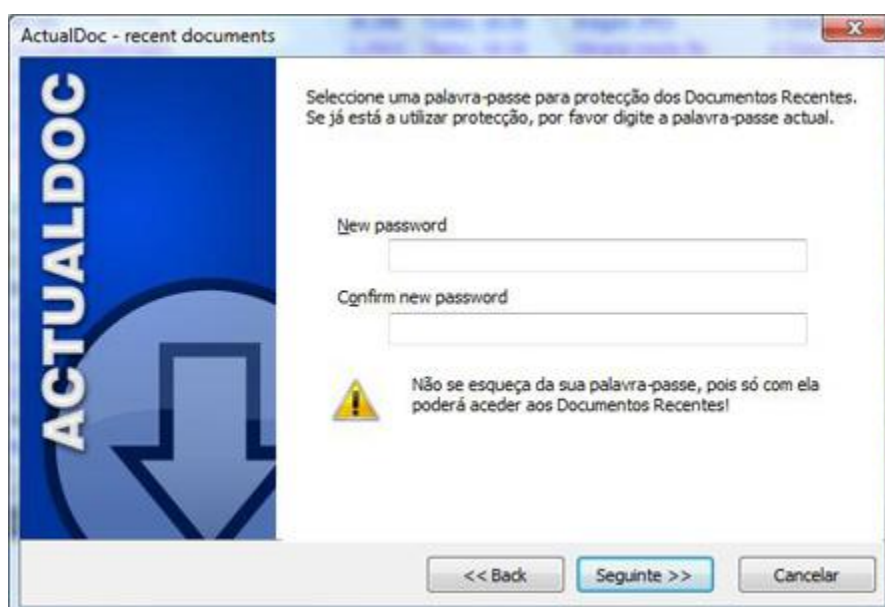 ActualDoc - recent documents
ACTUALDOC
Seleccione uma palavra-passe para protecção dos Documentos Recentes.
Se já está a utilizar protecção, por favor digite a palavra-passe actual.
New password
Confirm new password
Não se esqueça da sua palavra-passe, pois só com ela
poderá aceder aos Documentos Recentes!
<< Back
Seguinte >>
Cancelar